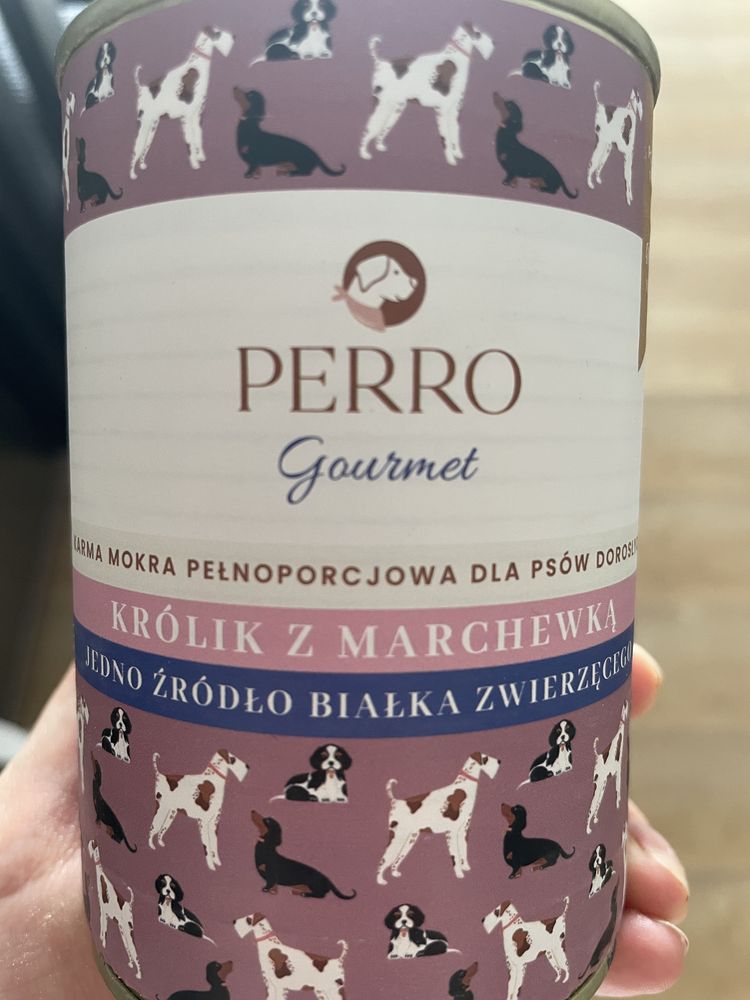 PERRO
Gourmet
KARMA MOKRA PEŁNOPORCJOWA DLA PSÓW
KRÓLIK Z MARCHEWKĄ
JEDNO ŹRÓDŁO BIAŁKA ZWIERZĘCEGO